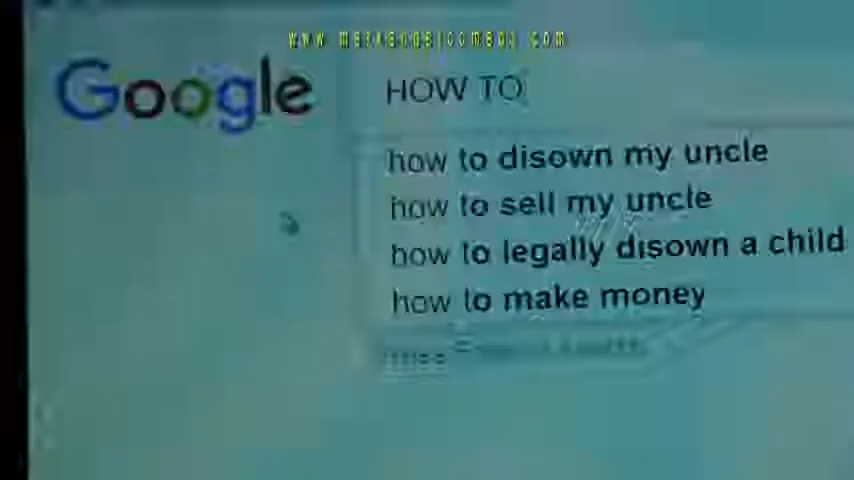 Google
HOW TO
how to disown my uncle
how to sell my uncle
how to legally disown a child
how to make money